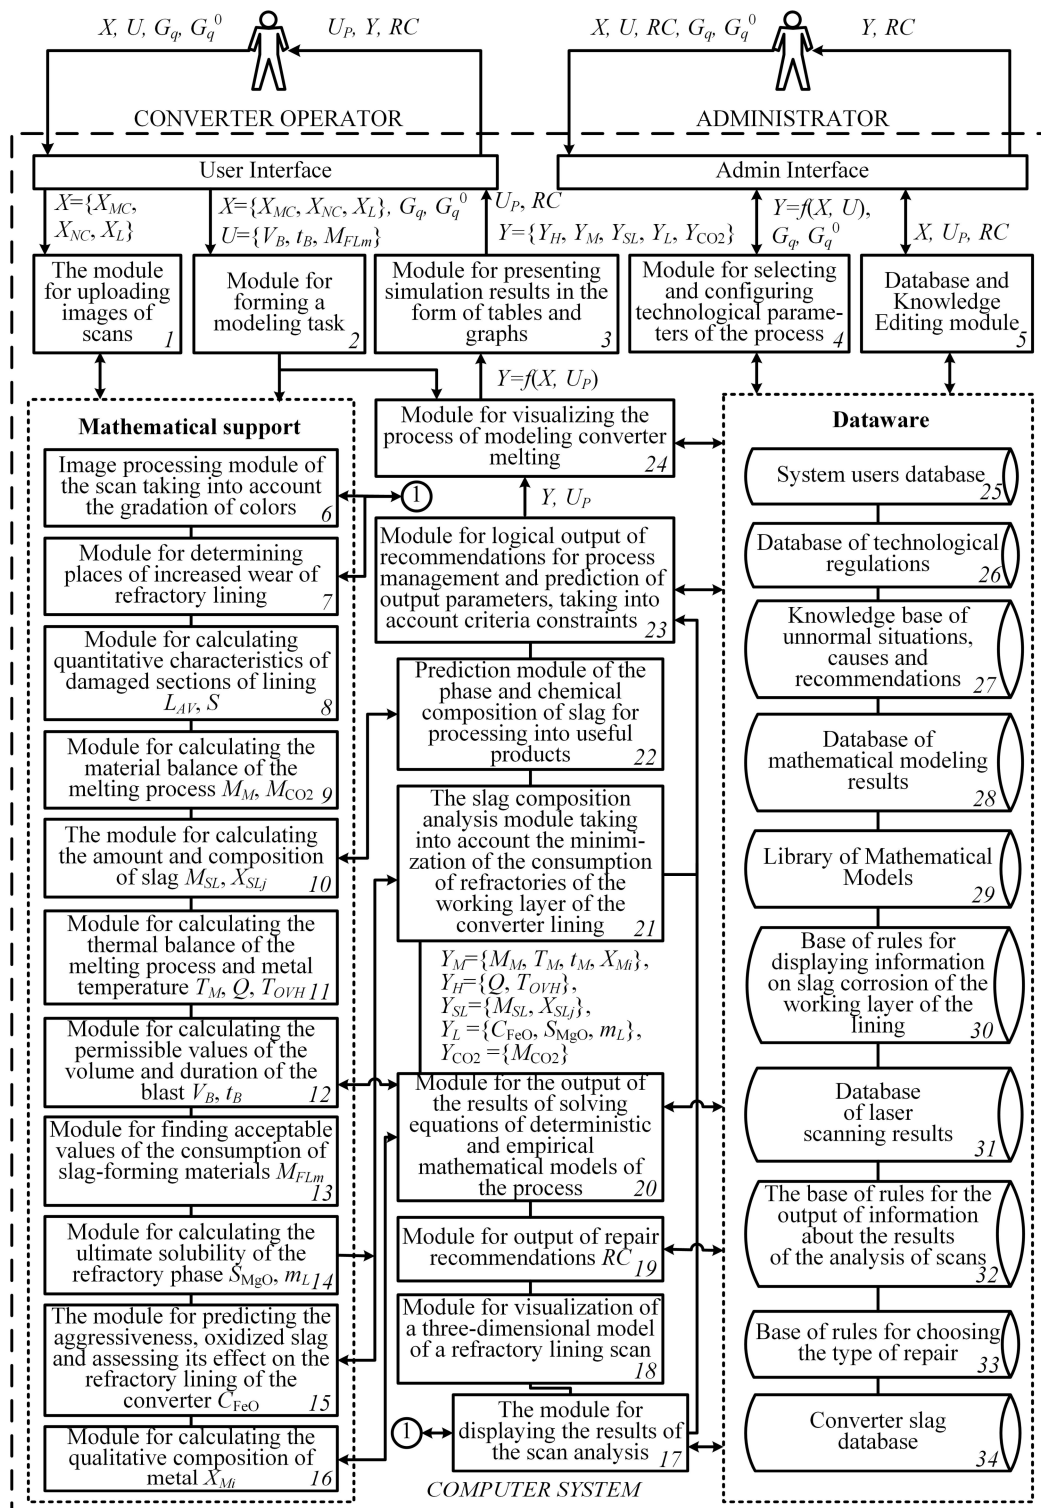 X, U, G_q, G_q^0
U_P, Y, RC
X, U, RC, G_q, G_q^0
Y, RC
CONVERTER OPERATOR
ADMINISTRATOR
User Interface
Admin Interface
X={X_MC,
X_NC, X_L}
X={X_MC, X_NC, X_L}, G_q, G_q^0
U={V_B, t_B, M_FLm}
U_P, RC
Y={Y_H, Y_M, Y_SL, Y_L, Y_CO2}
Y=f(X, U),
G_q, G_q^0
X, U_P, RC
The module
for uploading
images of
scans
1
Module for
forming a
modeling task
2
Module for presenting
simulation results in the
form of tables and
graphs
3
Module for selecting
and configuring
technological parame-
ters of the process
4
Database and
Knowledge
Editing module
5
Y=f(X, U_P)
Mathematical support
Image processing module of
the scan taking into account
the gradation of colors
6
1
Module for determining
places of increased wear of
refractory lining
7
Module for calculating
quantitative characteristics of
damaged sections of lining
L_AV, S
8
Module for calculating the
material balance of the
melting process M_M, M_CO2
9
The module for calculating
the amount and composition
of slag M_SL, X_SLj
10
Module for calculating the
thermal balance of the
melting process and metal
temperature T_M, Q, T_OVH
11
Module for calculating the
permissible values of the
volume and duration of the
blast V_B, t_B
12
Module for finding acceptable
values of the consumption of
slag-forming materials M_FLm
13
Module for calculating the
ultimate solubility of the
refractory phase S_MgO, m_L
14
The module for predicting the
aggressiveness, oxidized slag
and assessing its effect on the
refractory lining of the
converter C_FeO
15
Module for calculating the
qualitative composition of
metal X_Mi
16
Module for visualizing the
process of modeling converter
melting
24
Y, U_P
Module for logical output of
recommendations for process
management and prediction of
output parameters, taking into
account criteria constraints
23
Prediction module of the
phase and chemical
composition of slag for
processing into useful
products
22
The slag composition
analysis module taking
into account the minimi-
zation of the consumption
of refractories of the
working layer of the
converter lining
21
Y_M={M_M, T_M, t_M, X_Mi},
Y_H={Q, T_OVH},
Y_SL={M_SL, X_SLj},
Y_L ={C_FeO, S_MgO, m_L},
Y_CO2 ={M_CO2}
Module for the output of
the results of solving
equations of deterministic
and empirical
mathematical models of
the process
20
Module for output of repair
recommendations RC
19
Module for visualization of
a three-dimensional model
of a refractory lining scan
18
1
The module for
displaying the results of
the scan analysis
17
COMPUTER SYSTEM
Dataware
System users database
25
Database of technological
regulations
26
Knowledge base of
unnormal situations,
causes and
recommendations
27
Database of
mathematical modeling
results
28
Library of Mathematical
Models
29
Base of rules for
displaying information
on slag corrosion of the
working layer of the
lining
30
Database
of laser
scanning results
31
The base of rules for the
output of information
about the results
of the analysis of scans
32
Base of rules for choosing
the type of repair
33
Converter slag
database
34